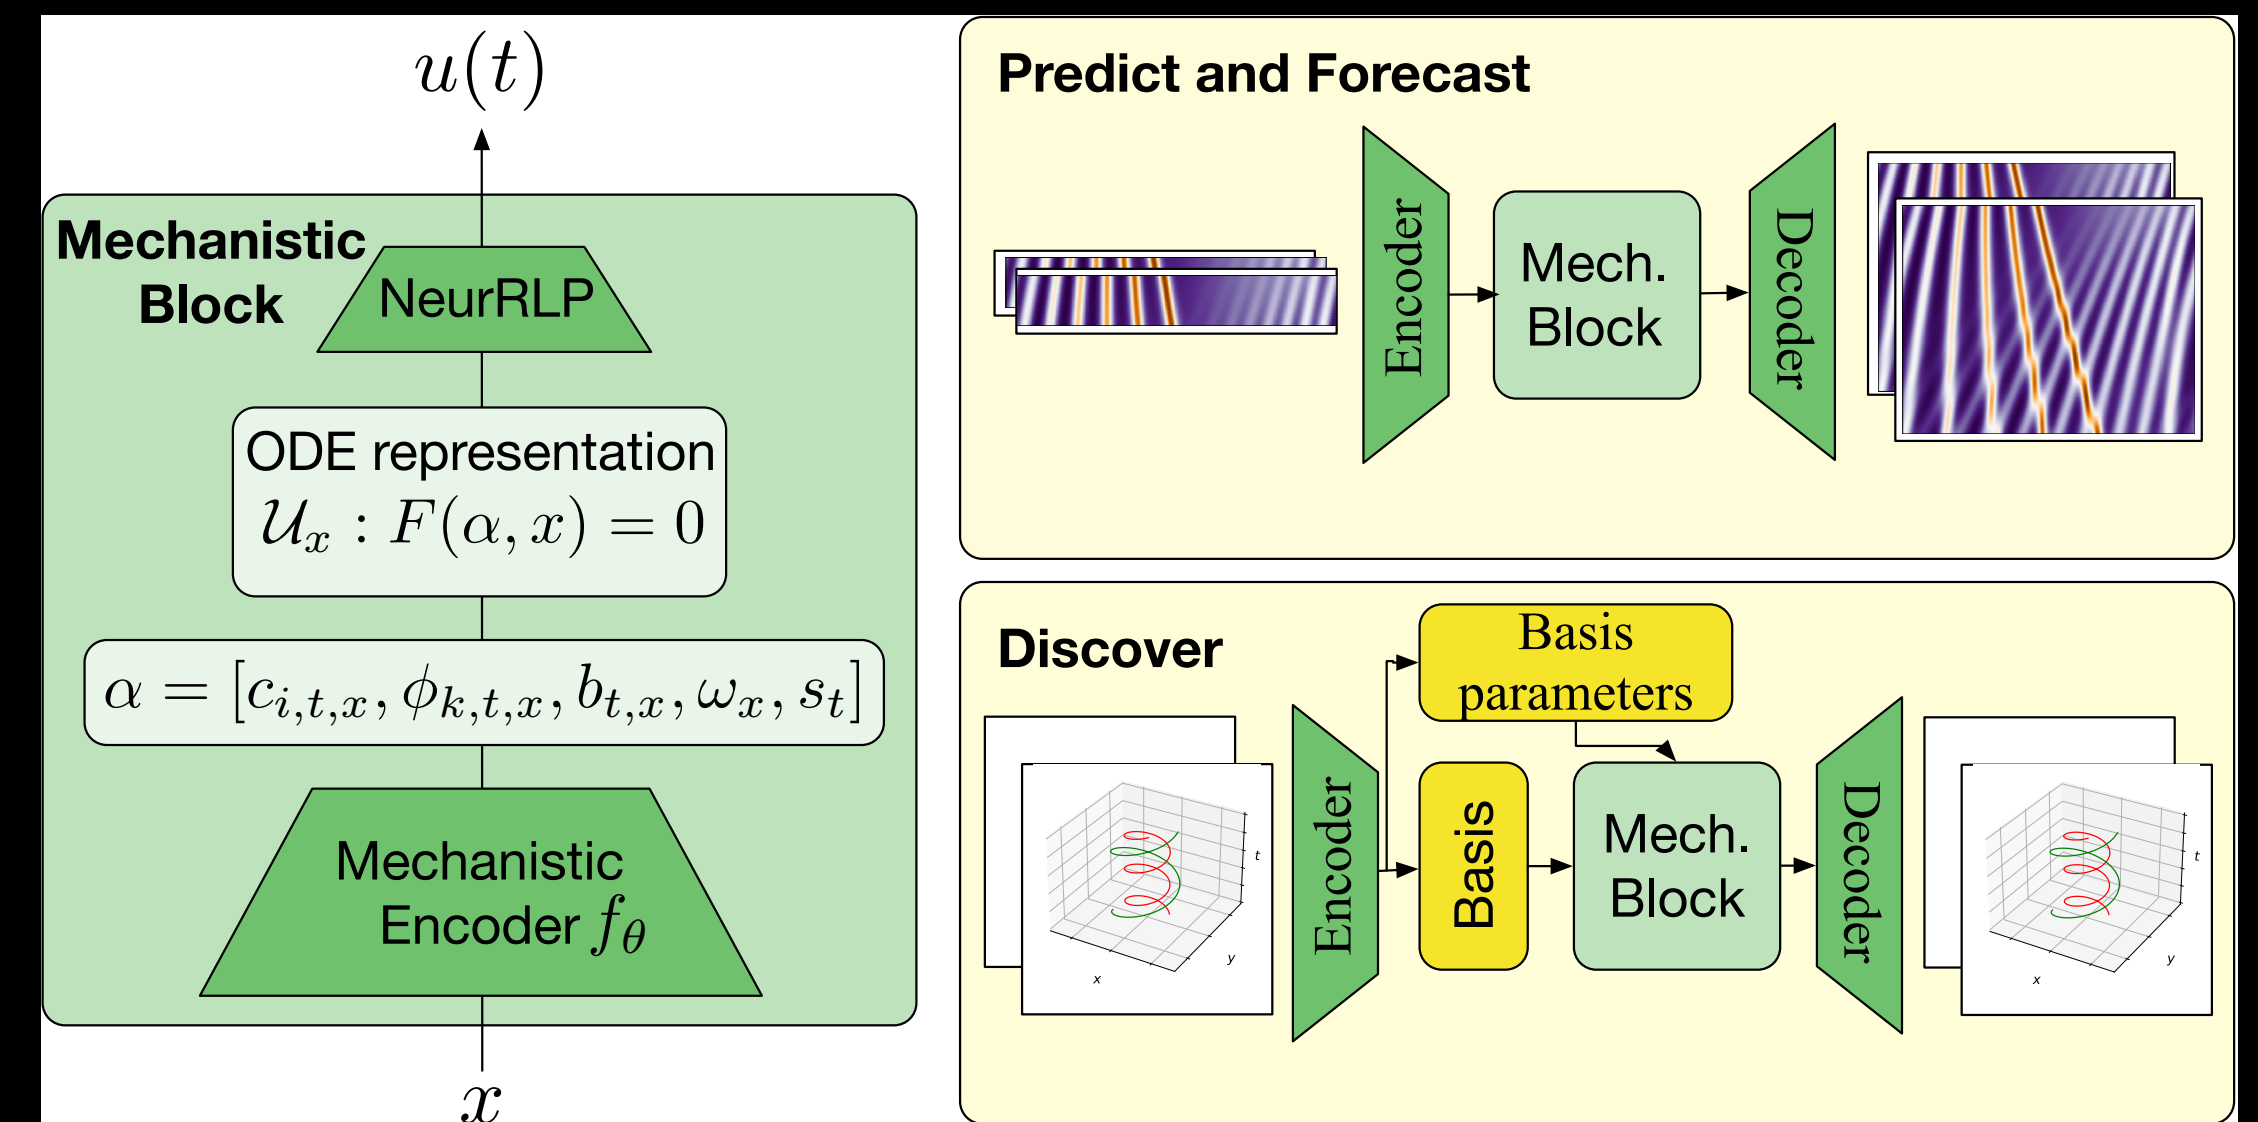 u(t)
Mechanistic
Block
NeurRLP
ODE representation
𝒰ₓ : F(α, x) = 0
α = [c_{i,t,x}, ϕ_{k,t,x}, b_{t,x}, ω_x, s_t]
Mechanistic
Encoder f_θ
x
Predict and Forecast
Encoder
Mech.
Block
Decoder
Discover
Basis
parameters
t
y
x
Encoder
Basis
Mech.
Block
Decoder
t
y
x